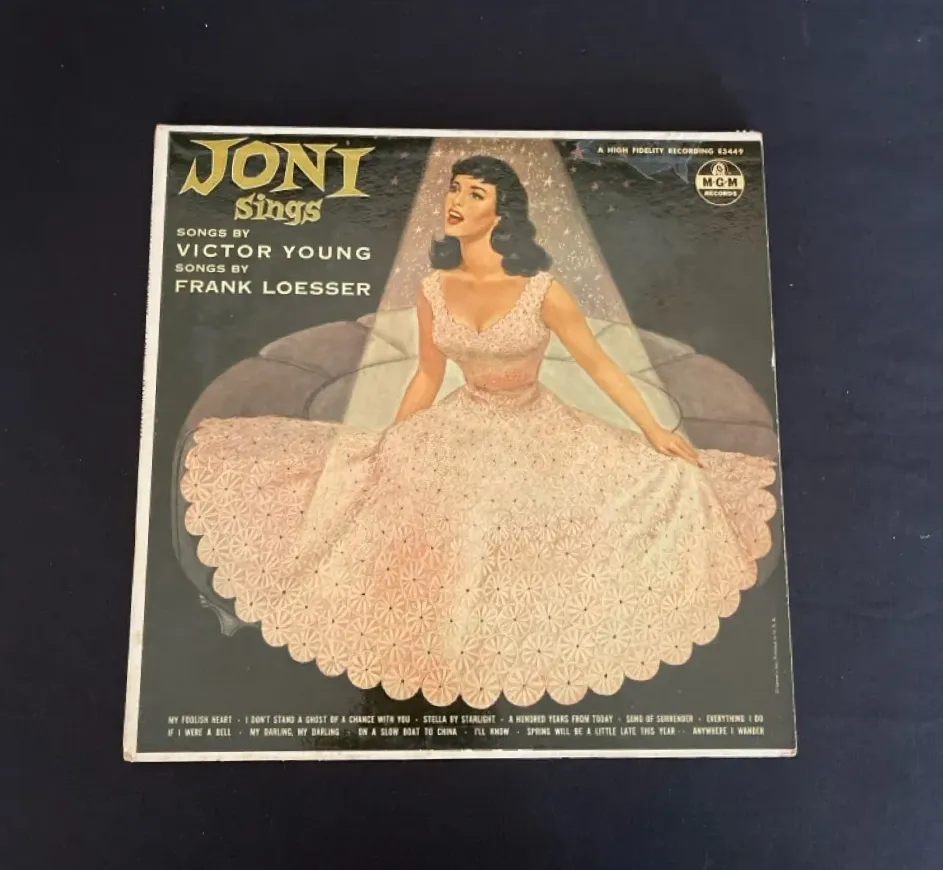 JONI
sings
SONGS BY
VICTOR YOUNG
SONGS BY
FRANK LOESSER
A HIGH FIDELITY RECORDING E3449
M-G-M
RECORDS
MY FOOLISH HEART · I DON'T STAND A GHOST OF A CHANCE WITH YOU · STELLA BY STARLIGHT · A HUNDRED YEARS FROM TODAY · SONG OF SURRENDER · EVERYTHING I DO
IF I WERE A BELL · MY DARLING, MY DARLING · ON A SLOW BOAT TO CHINA · I'LL KNOW · SPRING WILL BE A LITTLE LATE THIS YEAR · ANYWHERE I WANDER